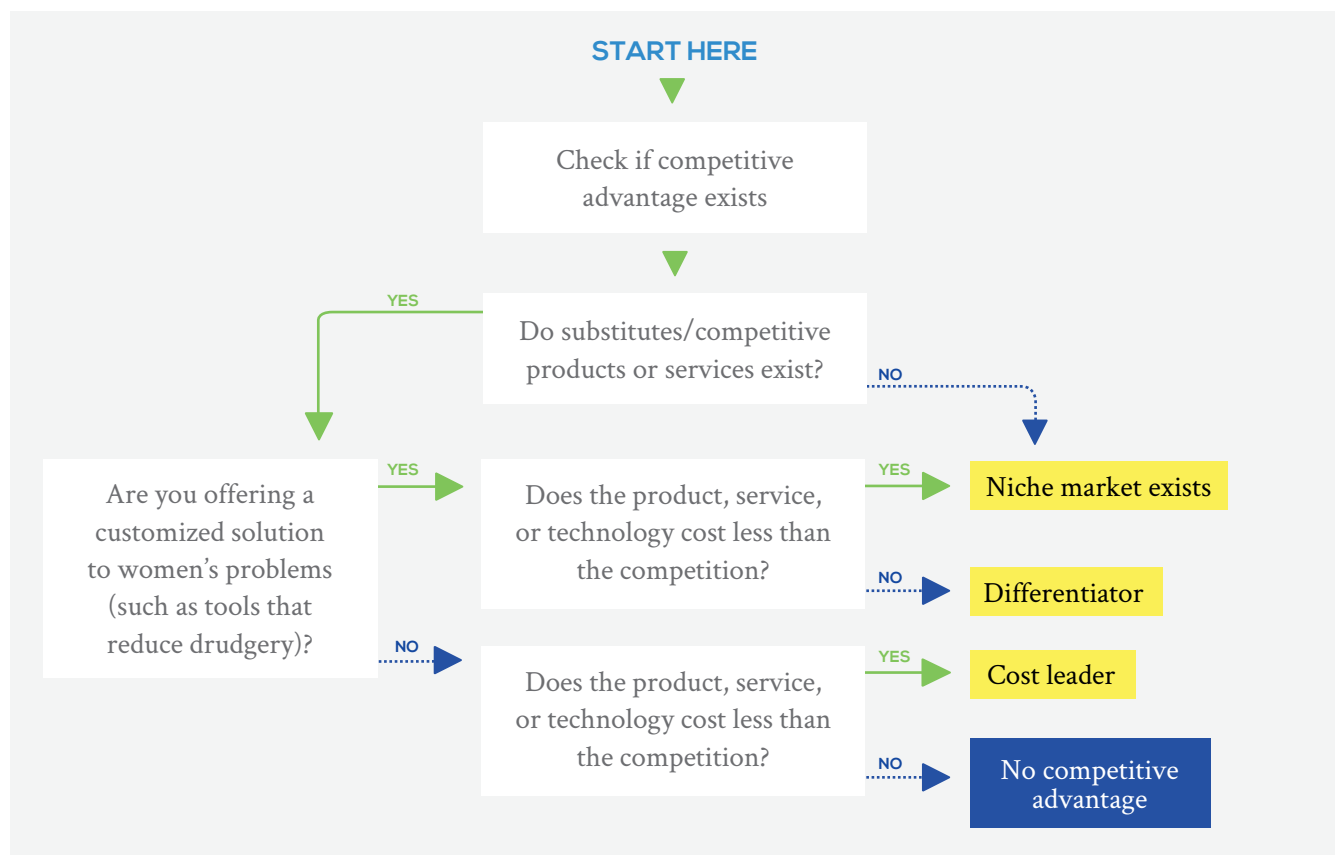 START HERE
Check if competitive
advantage exists
YES
Do substitutes/competitive
products or services exist?
NO
Are you offering a
customized solution
to women’s problems
(such as tools that
reduce drudgery)?
YES
Does the product, service,
or technology cost less than
the competition?
YES
Niche market exists
NO
Differentiator
NO
Does the product, service,
or technology cost less than
the competition?
YES
Cost leader
NO
No competitive
advantage